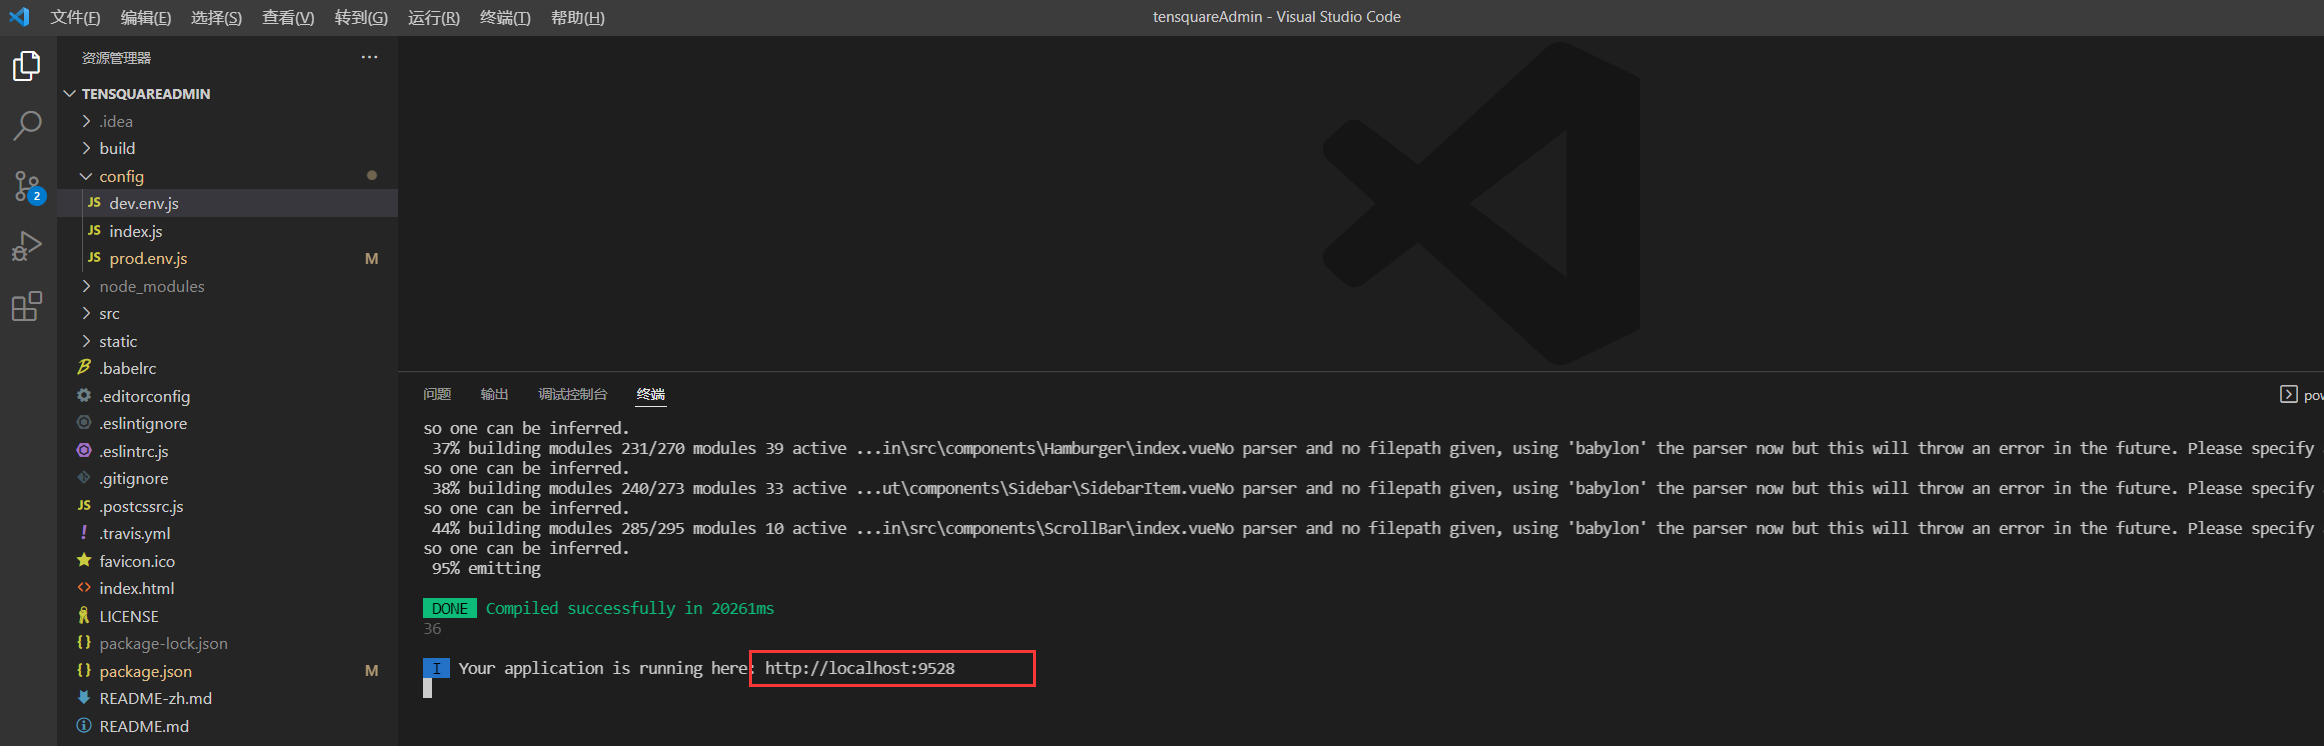 文件(F) 编辑(E) 选择(S) 查看(V) 转到(G) 运行(R) 终端(T) 帮助(H) tensquareAdmin - Visual Studio Code
资源管理器 ···
TENSQUAREADMIN
.idea
build
config
JS dev.env.js
JS index.js
JS prod.env.js M
node_modules
src
static
.babelrc
.editorconfig
.eslintignore
.eslintrc.js
.gitignore
JS .postcssrc.js
! .travis.yml
favicon.ico
<> index.html
LICENSE
{} package-lock.json
{} package.json M
README-zh.md
README.md
2
问题 输出 调试控制台 终端
so one can be inferred.
37% building modules 231/270 modules 39 active ...in\src\components\Hamburger\index.vueNo parser and no filepath given, using 'babylon' the parser now but this will throw an error in the future. Please specify
so one can be inferred.
38% building modules 240/273 modules 33 active ...ut\components\Sidebar\SidebarItem.vueNo parser and no filepath given, using 'babylon' the parser now but this will throw an error in the future. Please specify
so one can be inferred.
44% building modules 285/295 modules 10 active ...in\src\components\ScrollBar\index.vueNo parser and no filepath given, using 'babylon' the parser now but this will throw an error in the future. Please specify
so one can be inferred.
95% emitting
DONE Compiled successfully in 20261ms
36
I Your application is running here: http://localhost:9528